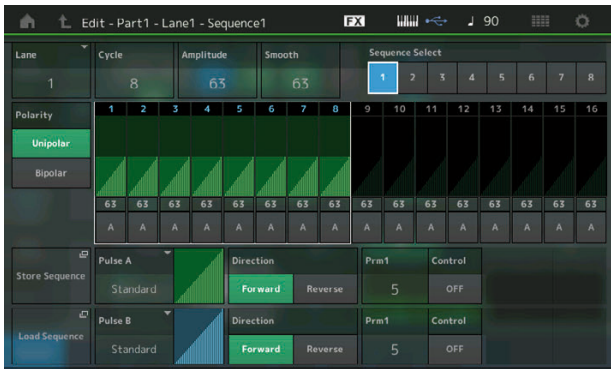 Edit - Part1 - Lane1 - Sequence1 FX 90
Lane Cycle Amplitude Smooth Sequence Select
1 8 63 63 1 2 3 4 5 6 7 8
Polarity 1 2 3 4 5 6 7 8 9 10 11 12 13 14 15 16
Unipolar
Bipolar
63 63 63 63 63 63 63 63 63 63 63 63 63 63 63 63
A A A A A A A A A A A A A A A A
Store Sequence Pulse A Direction Prm1 Control
Standard Forward Reverse 5 OFF
Load Sequence Pulse B Direction Prm1 Control
Standard Forward Reverse 5 OFF